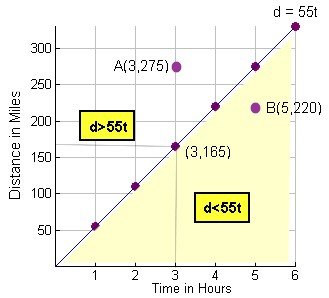 d = 55t
300
A(3,275)
250
B(5,220)
200
d>55t
150
(3,165)
100
d<55t
50
1 2 3 4 5 6
Time in Hours
Distance in Miles